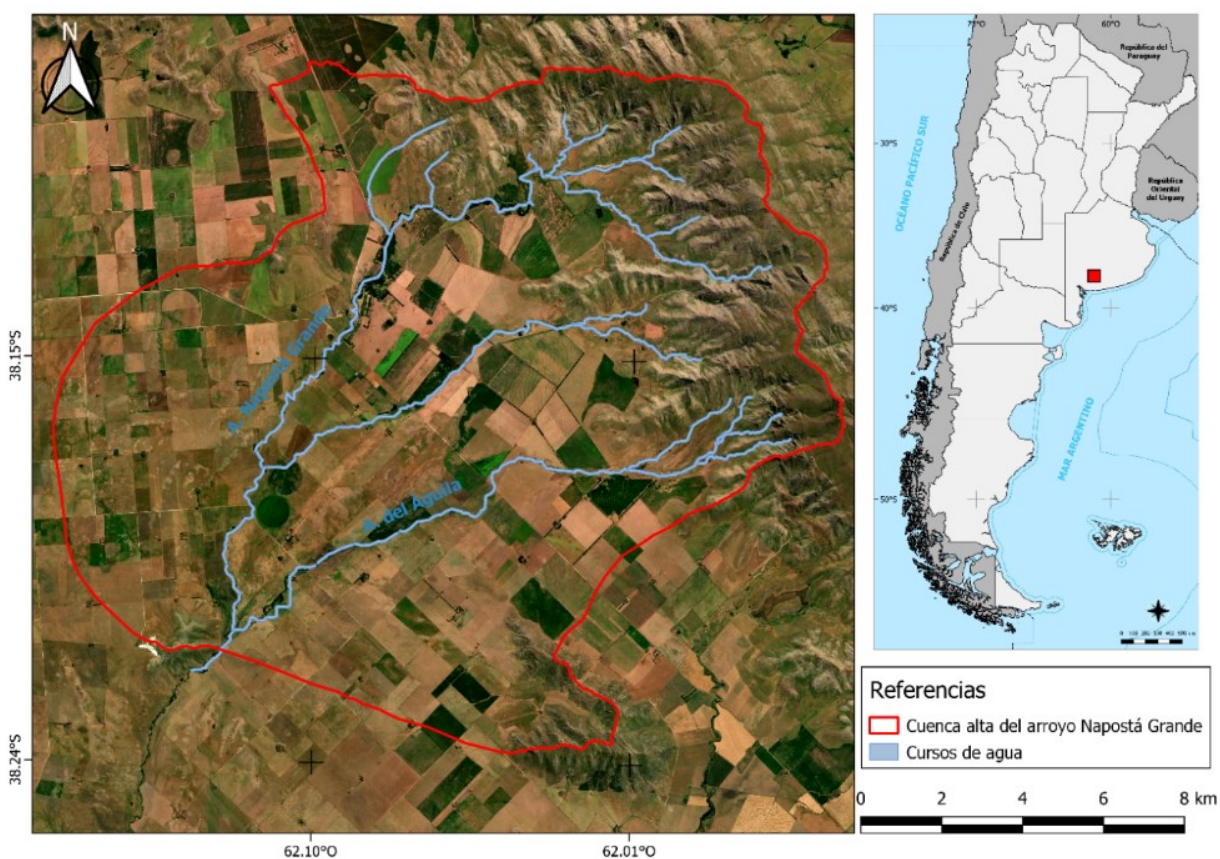 N
A. Napostá Grande
A. del Águila
38.15°S
38.24°S
62.10°O
62.01°O
70°O
60°O
30°S
40°S
50°S
República del
Paraguay
República
Oriental
del Uruguay
República de Chile
OCÉANO PACÍFICO SUR
MAR ARGENTINO
Referencias
Cuenca alta del arroyo Napostá Grande
Cursos de agua
0 2 4 6 8 km